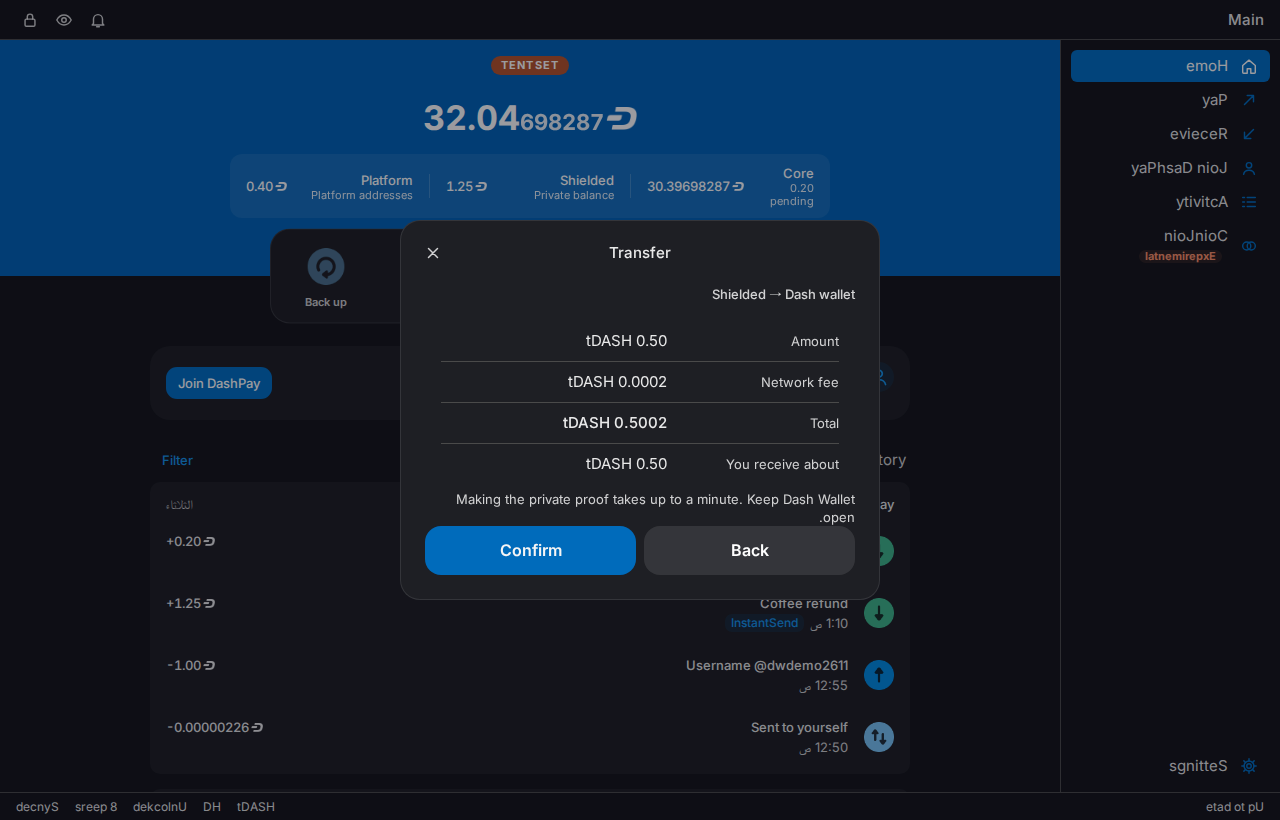 Main
TENTSET
32.04698287
Core
0.20
pending
30.39698287
Shielded
Private balance
1.25
Platform
Platform addresses
0.40
Home
yaP
evieceR
yaPhsaD nioJ
ytivitcA
nioJnioC
latnemirepxE
Back up
Join DashPay
Transfer
Shielded → Dash wallet
Amount
tDASH 0.50
Network fee
tDASH 0.0002
Total
tDASH 0.5002
You receive about
tDASH 0.50
Making the private proof takes up to a minute. Keep Dash Wallet
open.
Back
Confirm
tory
Filter
ay
الثلاثاء
+0.20
Coffee refund
1:10 ص
InstantSend
+1.25
Username @dwdemo2611
12:55 ص
-1.00
Sent to yourself
12:50 ص
-0.00000226
sgnitteS
etad ot pU
decnyS
sreep 8
dekcolnU
DH
tDASH